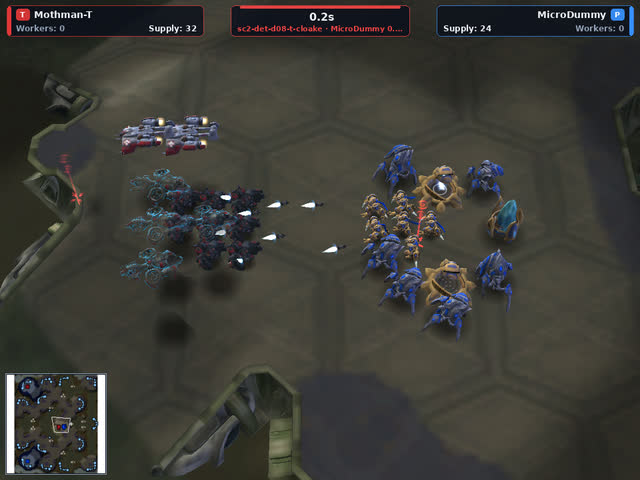 T Mothman-T
Workers: 0 Supply: 32
0.2s
sc2-det-d08-t-cloake · MicroDummy 0....
MicroDummy P
Supply: 24 Workers: 0